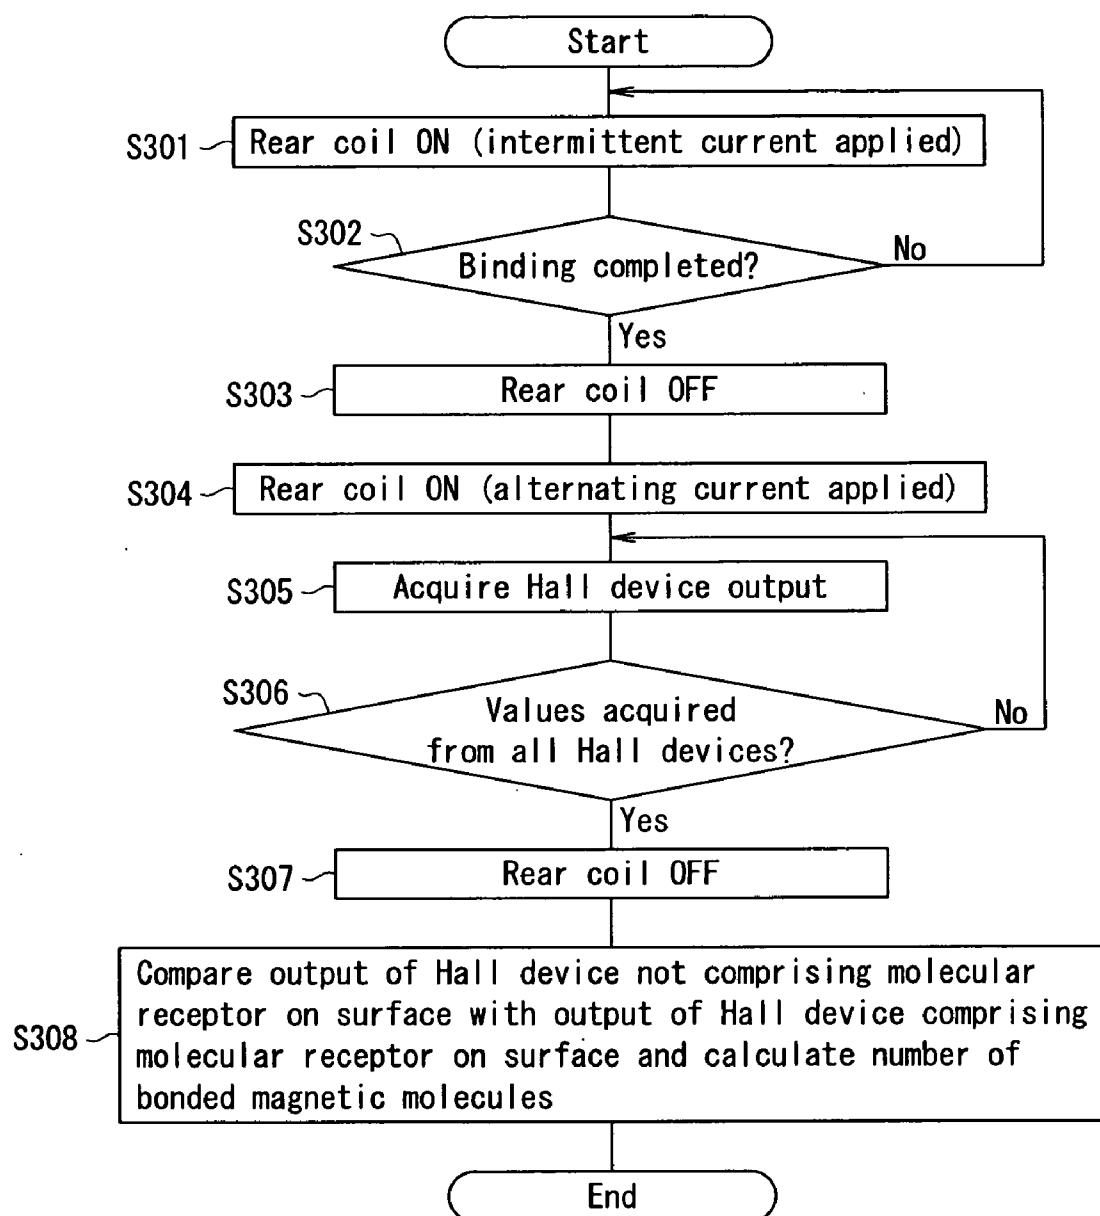 Start
S301
Rear coil ON (intermittent current applied)
S302
Binding completed?
No
Yes
S303
Rear coil OFF
S304
Rear coil ON (alternating current applied)
S305
Acquire Hall device output
S306
Values acquired
from all Hall devices?
No
Yes
S307
Rear coil OFF
S308
Compare output of Hall device not comprising molecular
receptor on surface with output of Hall device comprising
molecular receptor on surface and calculate number of
bonded magnetic molecules
End